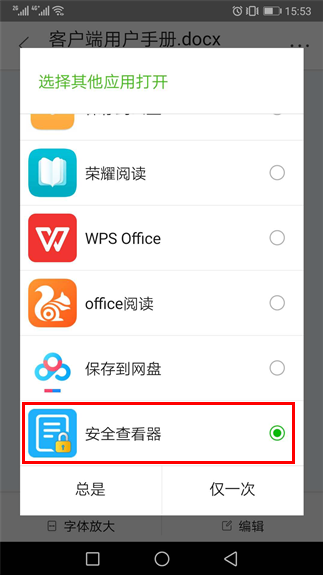 2G 4G+ 15:53
客户端用户手册.docx ...
选择其他应用打开
荣耀阅读
WPS Office
office阅读
保存到网盘
安全查看器
总是 仅一次
字体放大 编辑